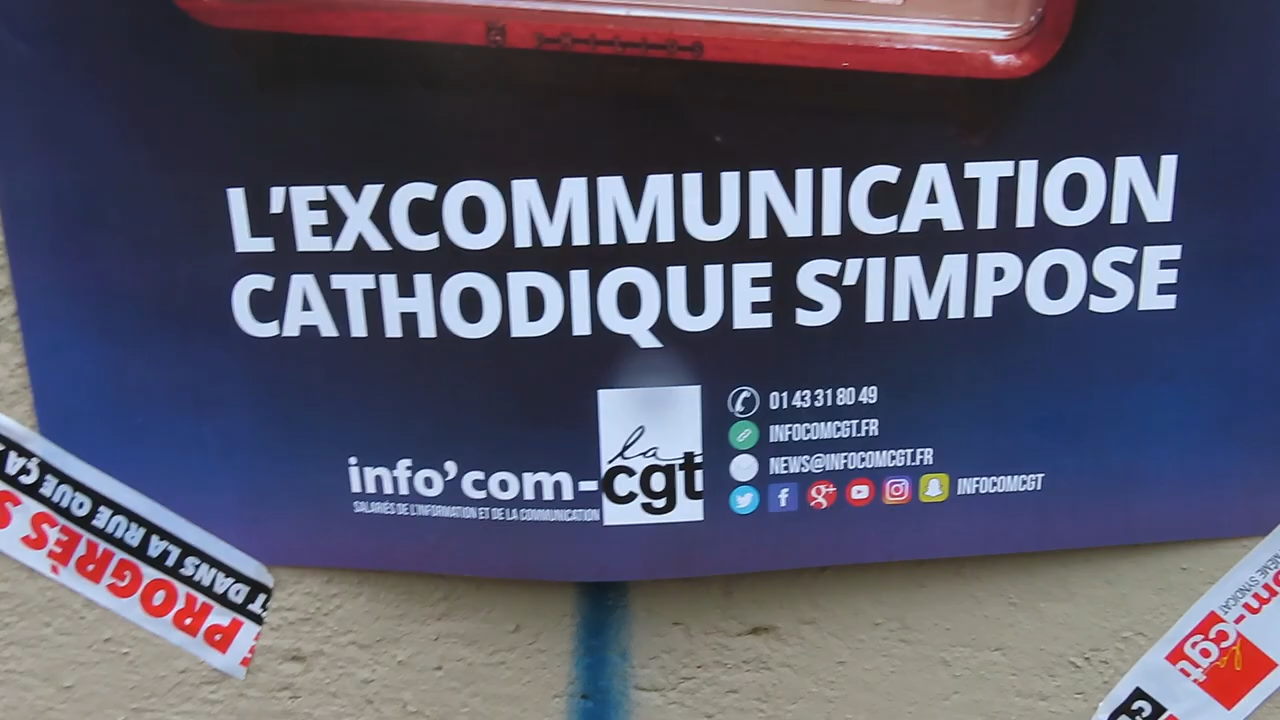 L'EXCOMMUNICATION
CATHODIQUE S'IMPOSE
info'com-
la
cgt
SALARIÉS DE L'INFORMATION ET DE LA COMMUNICATION
01 43 31 80 49
INFOCOMCGT.FR
NEWS@INFOCOMCGT.FR
INFOCOMCGT
T DANS LA RUE QUE ÇA
PROGRÈS S
SYNDICAT
om-cgt